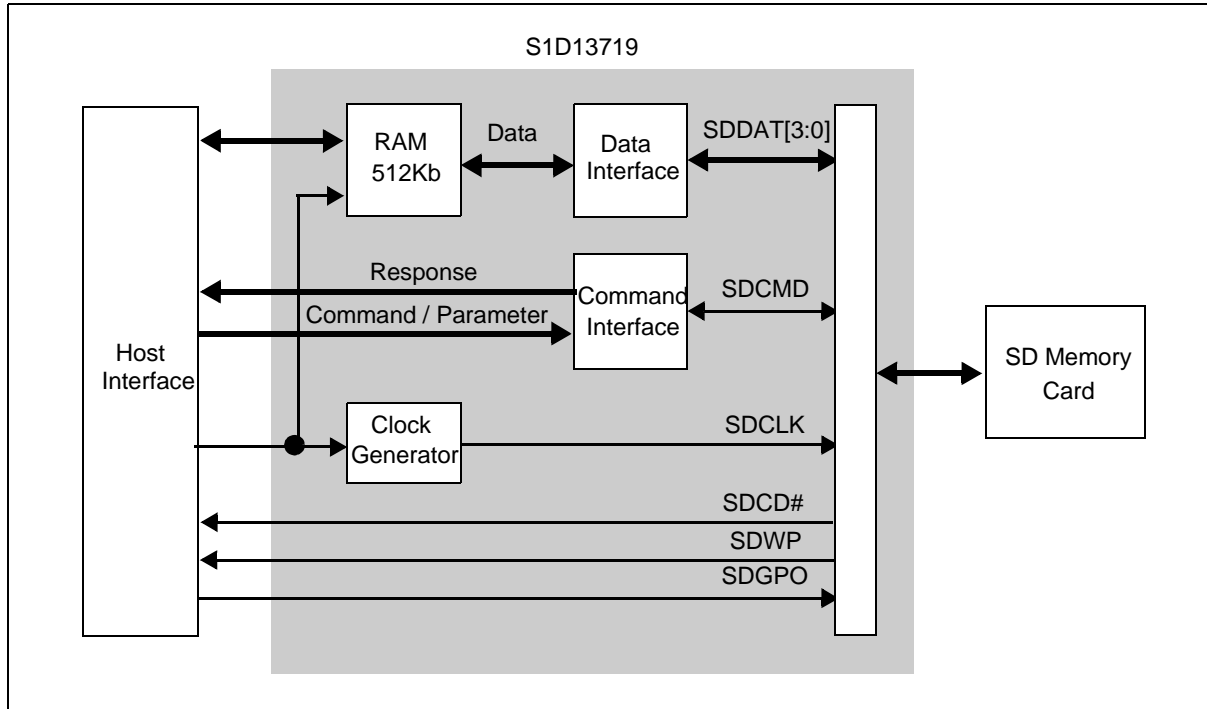 S1D13719
RAM
512Kb
Data
Data
Interface
SDDAT[3:0]
Response
Command / Parameter
Command
Interface
SDCMD
Host
Interface
SD Memory
Card
Clock
Generator
SDCLK
SDCD#
SDWP
SDGPO